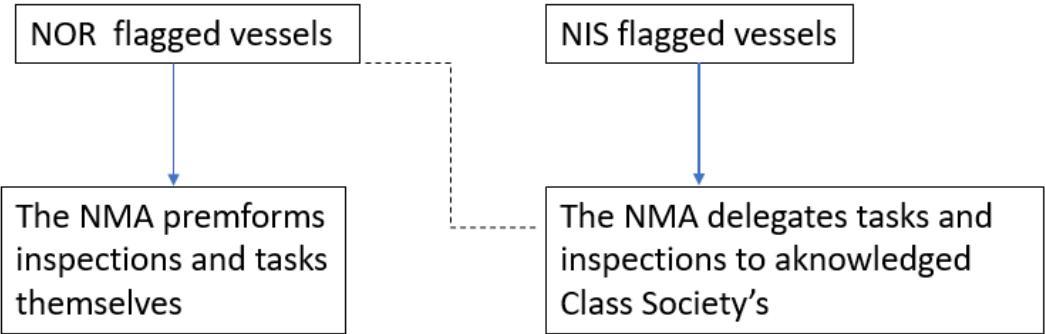 NOR flagged vessels
NIS flagged vessels
The NMA premforms
inspections and tasks
themselves
The NMA delegates tasks and
inspections to aknowledged
Class Society's